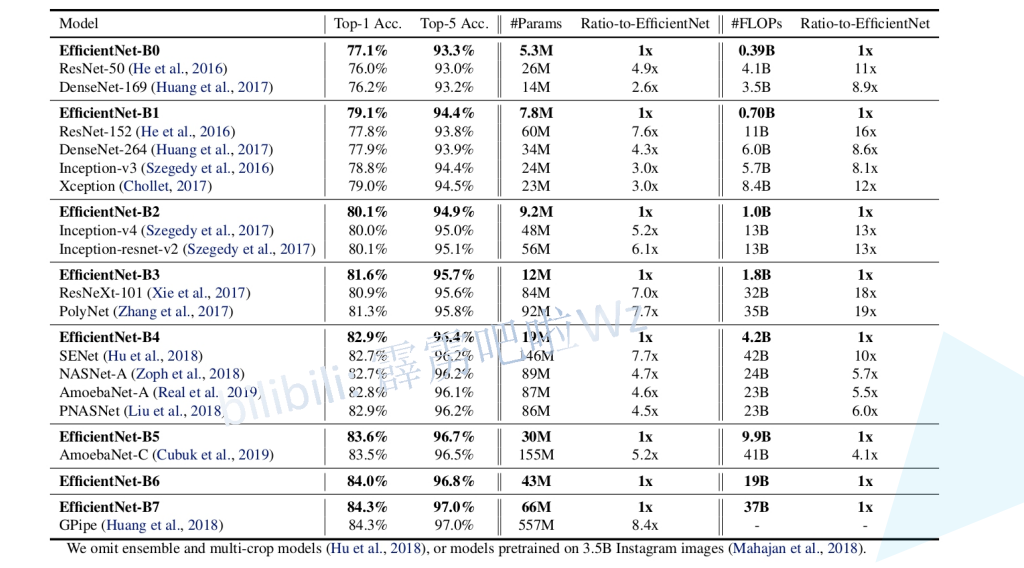 Model Top-1 Acc. Top-5 Acc. #Params Ratio-to-EfficientNet #FLOPs Ratio-to-EfficientNet
EfficientNet-B0 77.1% 93.3% 5.3M 1x 0.39B 1x
ResNet-50 (He et al., 2016) 76.0% 93.0% 26M 4.9x 4.1B 11x
DenseNet-169 (Huang et al., 2017) 76.2% 93.2% 14M 2.6x 3.5B 8.9x
EfficientNet-B1 79.1% 94.4% 7.8M 1x 0.70B 1x
ResNet-152 (He et al., 2016) 77.8% 93.8% 60M 7.6x 11B 16x
DenseNet-264 (Huang et al., 2017) 77.9% 93.9% 34M 4.3x 6.0B 8.6x
Inception-v3 (Szegedy et al., 2016) 78.8% 94.4% 24M 3.0x 5.7B 8.1x
Xception (Chollet, 2017) 79.0% 94.5% 23M 3.0x 8.4B 12x
EfficientNet-B2 80.1% 94.9% 9.2M 1x 1.0B 1x
Inception-v4 (Szegedy et al., 2017) 80.0% 95.0% 48M 5.2x 13B 13x
Inception-resnet-v2 (Szegedy et al., 2017) 80.1% 95.1% 56M 6.1x 13B 13x
EfficientNet-B3 81.6% 95.7% 12M 1x 1.8B 1x
ResNeXt-101 (Xie et al., 2017) 80.9% 95.6% 84M 7.0x 32B 18x
PolyNet (Zhang et al., 2017) 81.3% 95.8% 92M 7.7x 35B 19x
EfficientNet-B4 82.9% 96.4% 19M 1x 4.2B 1x
SENet (Hu et al., 2018) 82.7% 96.2% 146M 7.7x 42B 10x
NASNet-A (Zoph et al., 2018) 82.7% 96.2% 89M 4.7x 24B 5.7x
AmoebaNet-A (Real et al., 2019) 82.8% 96.1% 87M 4.6x 23B 5.5x
PNASNet (Liu et al., 2018) 82.9% 96.2% 86M 4.5x 23B 6.0x
EfficientNet-B5 83.6% 96.7% 30M 1x 9.9B 1x
AmoebaNet-C (Cubuk et al., 2019) 83.5% 96.5% 155M 5.2x 41B 4.1x
EfficientNet-B6 84.0% 96.8% 43M 1x 19B 1x
EfficientNet-B7 84.3% 97.0% 66M 1x 37B 1x
GPipe (Huang et al., 2018) 84.3% 97.0% 557M 8.4x - -
We omit ensemble and multi-crop models (Hu et al., 2018), or models pretrained on 3.5B Instagram images (Mahajan et al., 2018).
bilibili:霹雳吧啦Wz